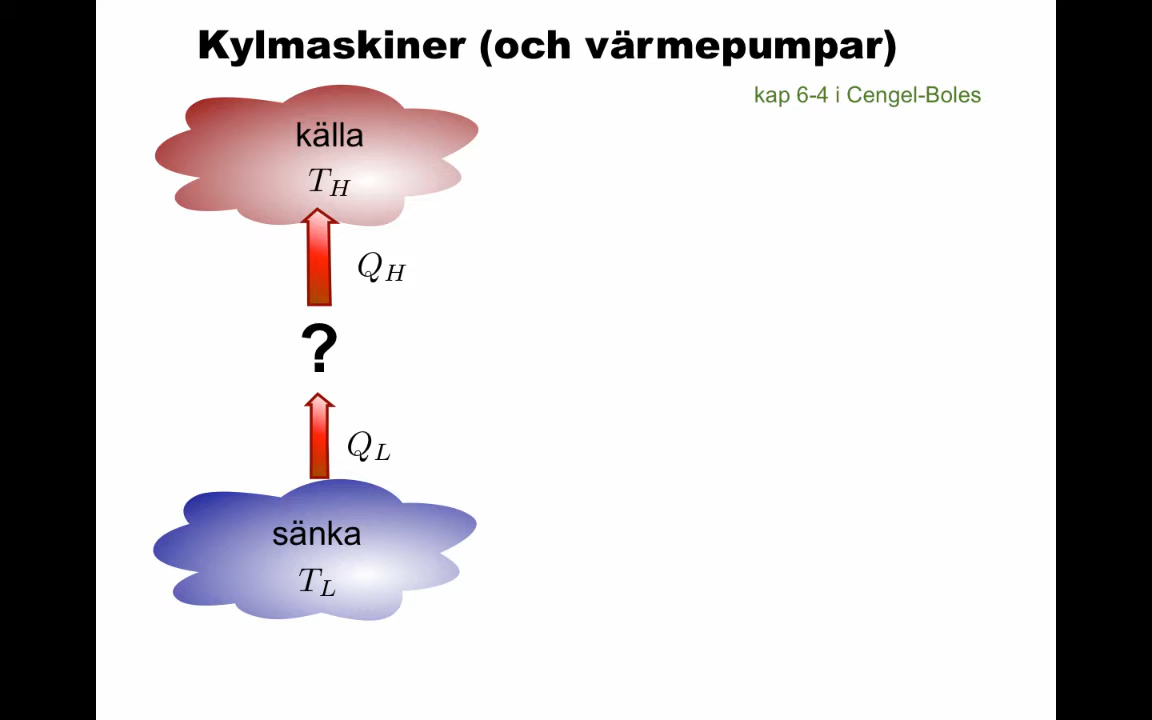 Kylmaskiner (och värmepumpar)
kap 6-4 i Cengel-Boles
källa
T_H
Q_H
?
Q_L
sänka
T_L